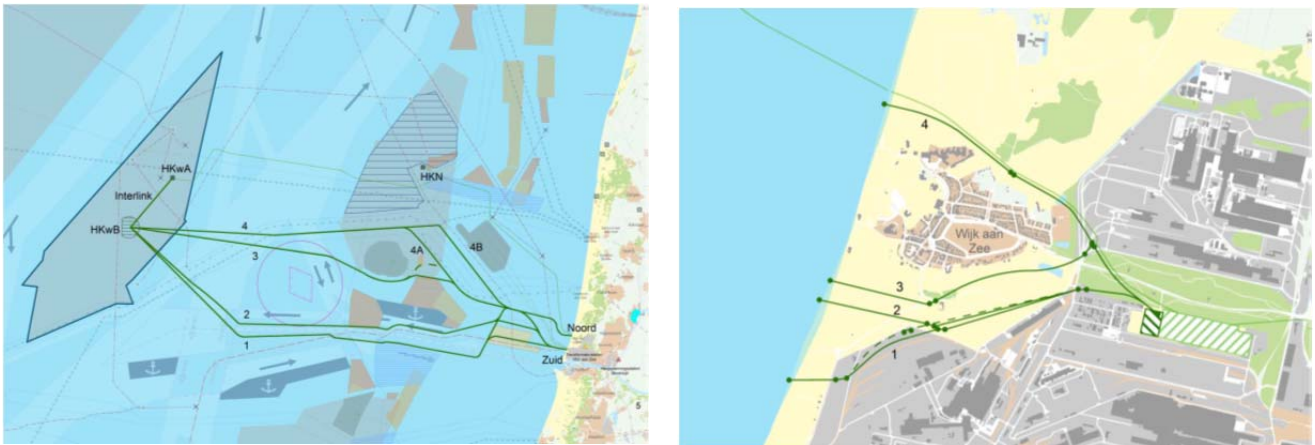 HKwA
HKN
Interlink
HKwB
4
4B
3
4A
2
1
Noord
Zuid
5
4
Wijk aan
Zee
3
2
1